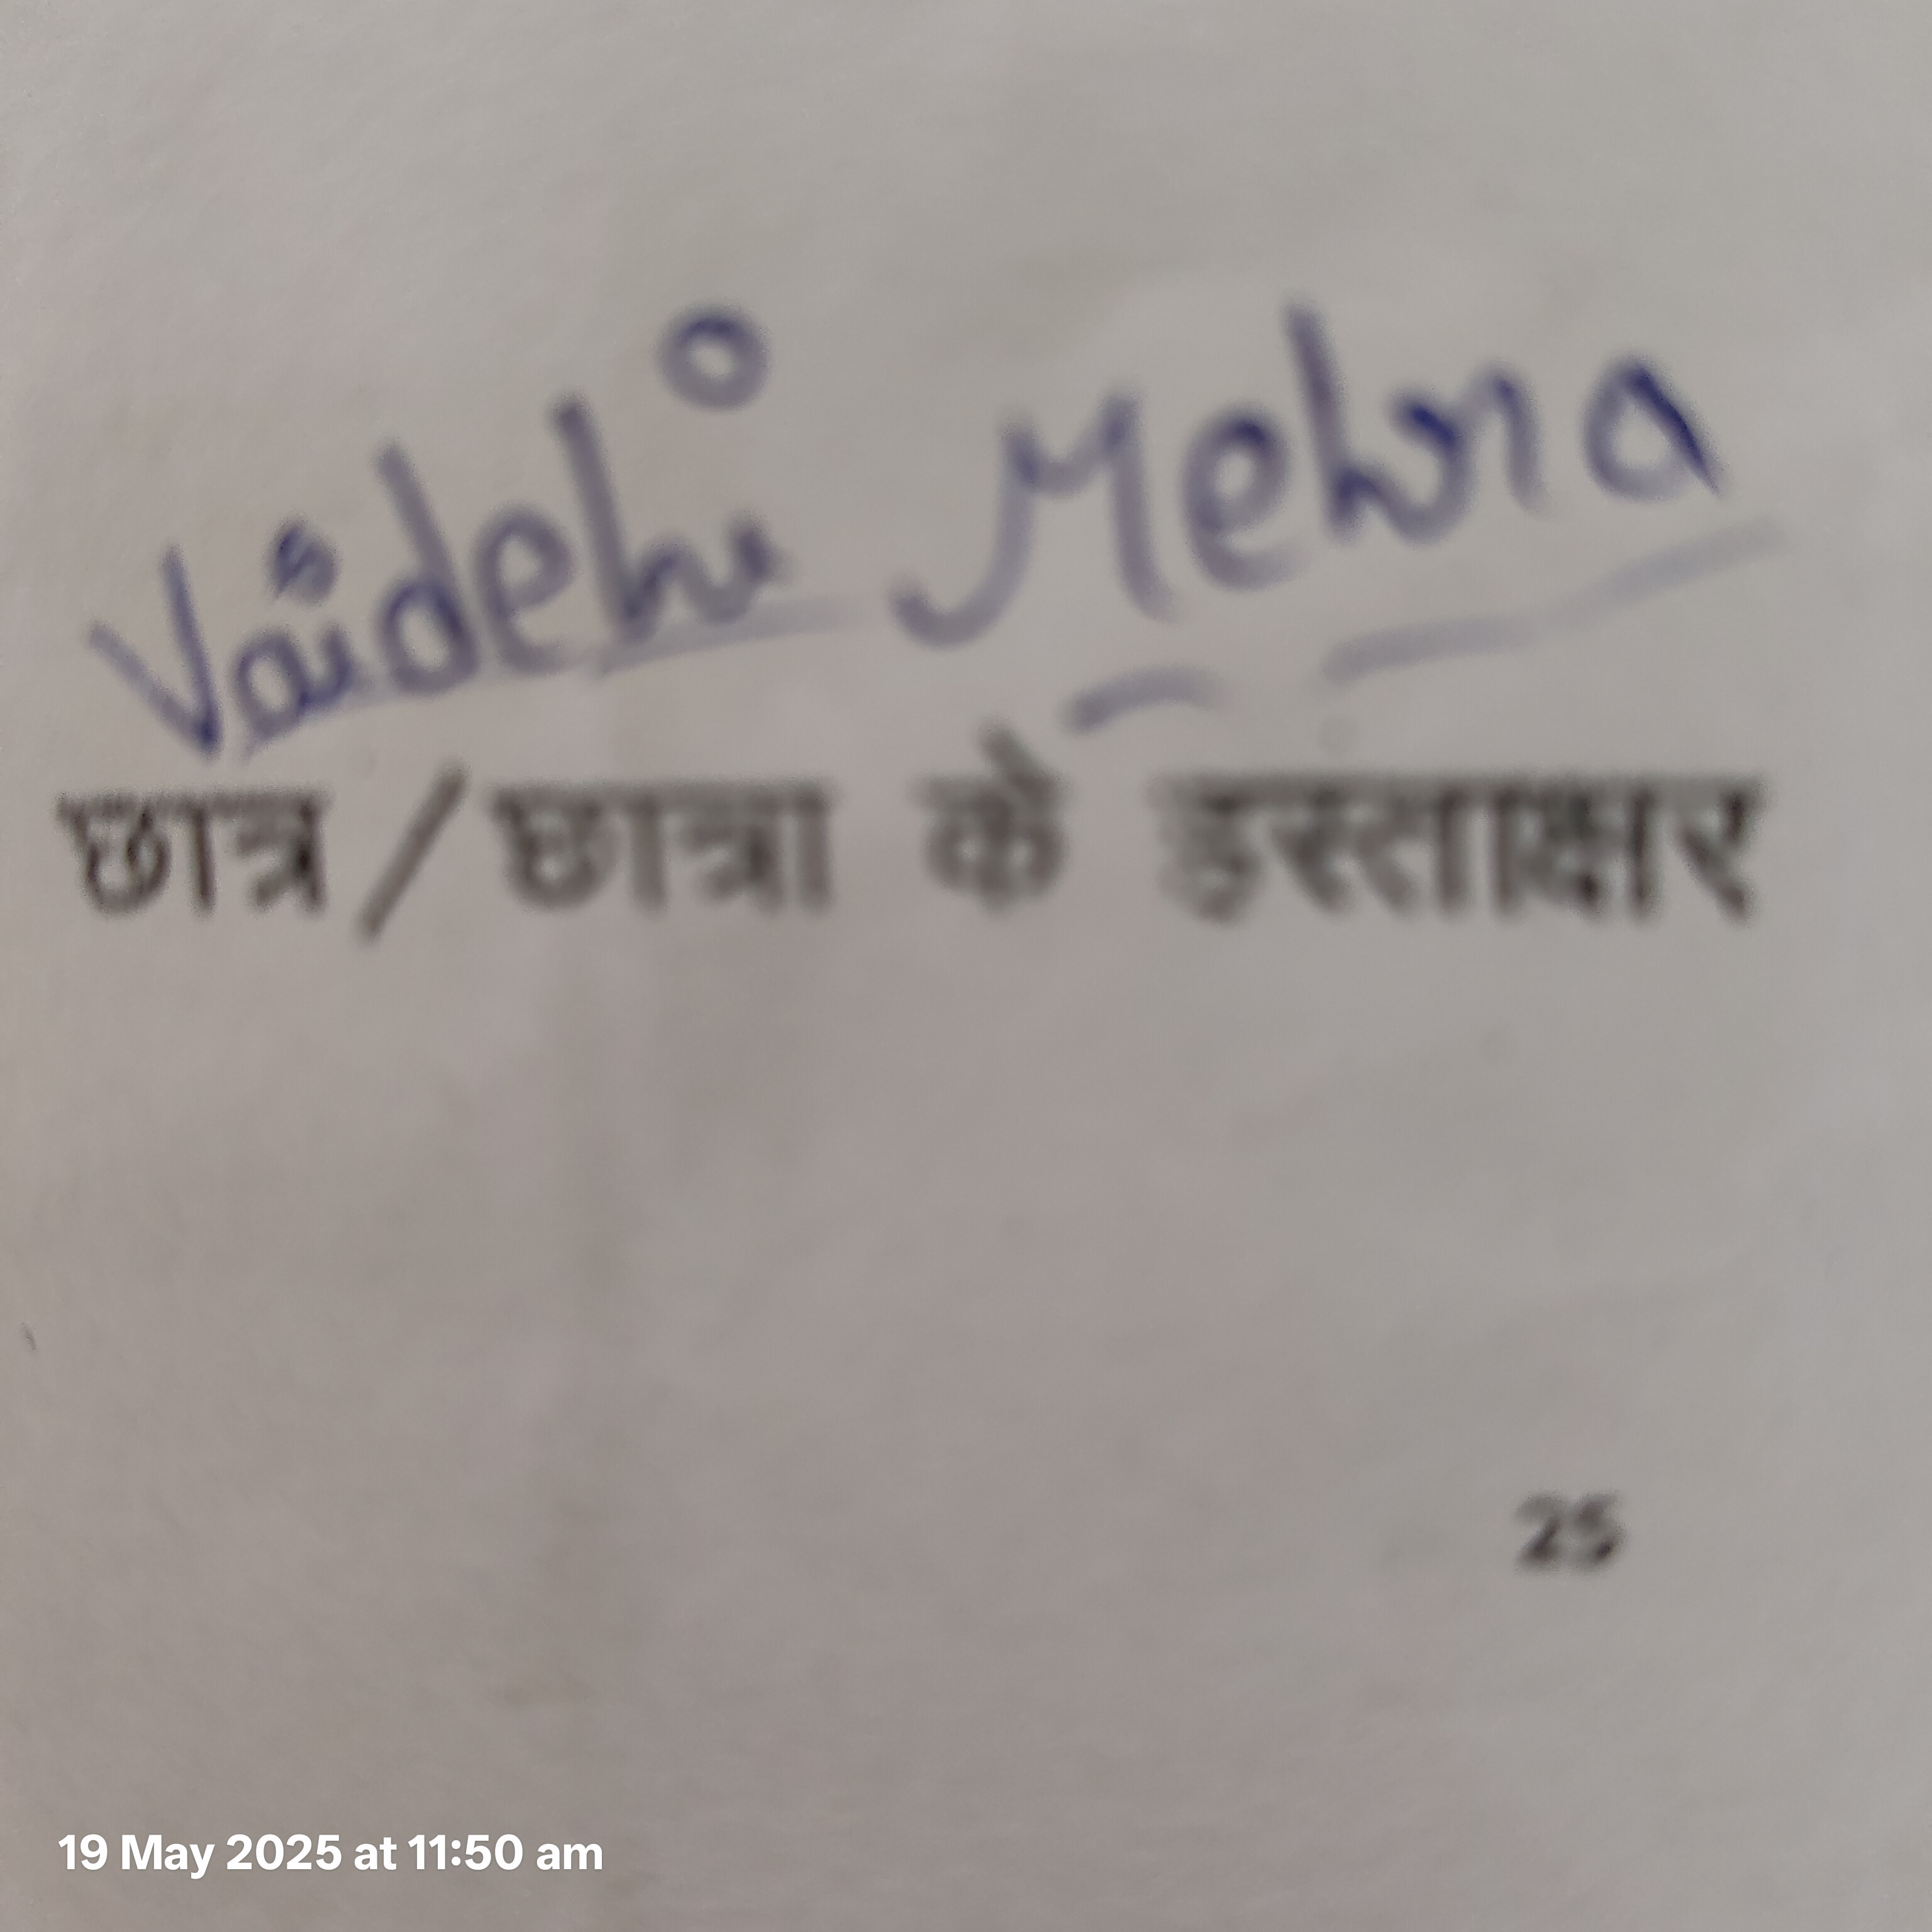 Vaidehi Mehra
छात्र/छात्रा के हस्ताक्षर
25
19 May 2025 at 11:50 am